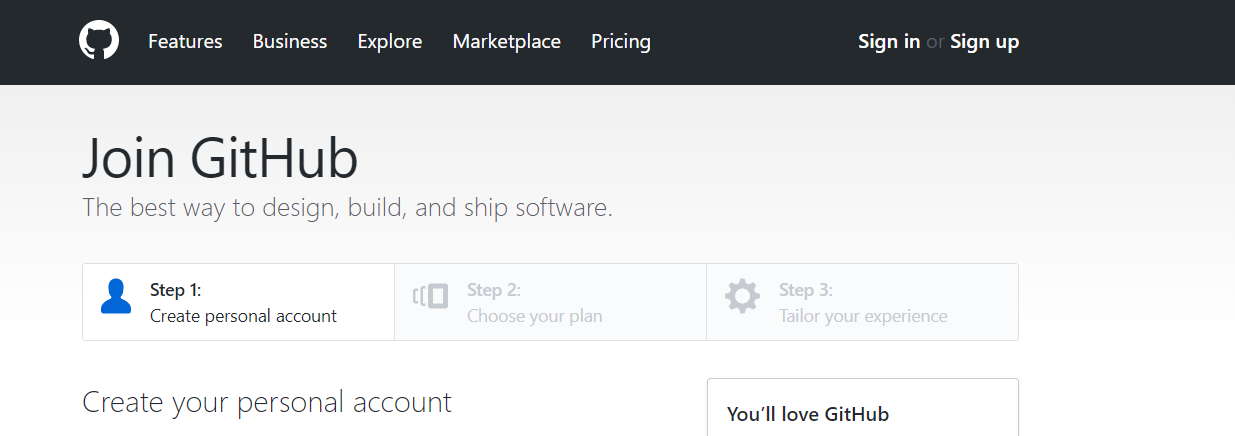 Features Business Explore Marketplace Pricing Sign in or Sign up
Join GitHub
The best way to design, build, and ship software.
Step 1:
Create personal account
Step 2:
Choose your plan
Step 3:
Tailor your experience
Create your personal account
You’ll love GitHub